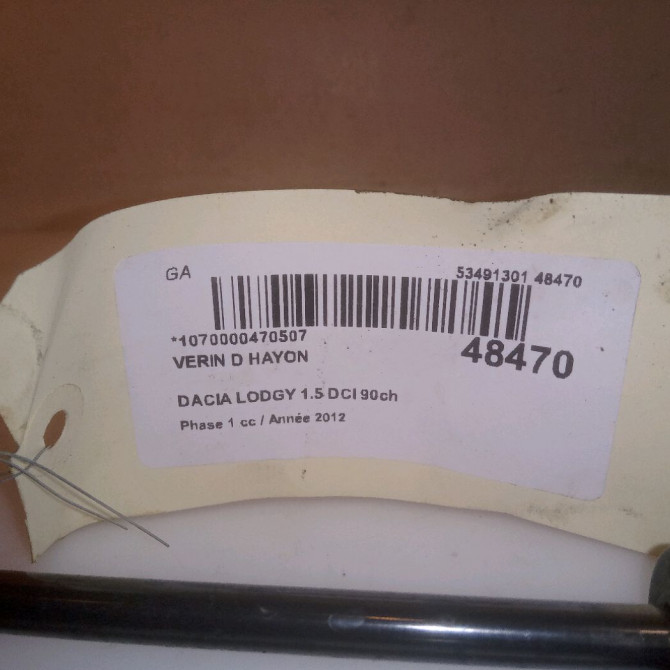 GA
53491301 48470
*1070000470507
VERIN D HAYON
48470
DACIA LODGY 1.5 DCI 90ch
Phase 1 cc / Année 2012